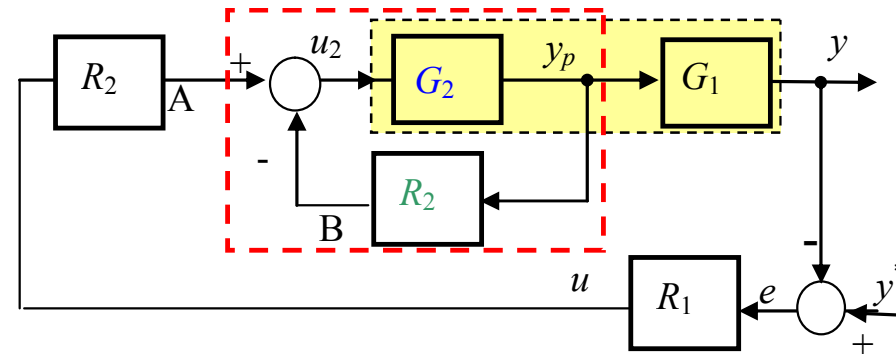 u₂ yₚ y
+
R₂ G₂ G₁
A
-
R₂
B
-
u R₁ e y'
+